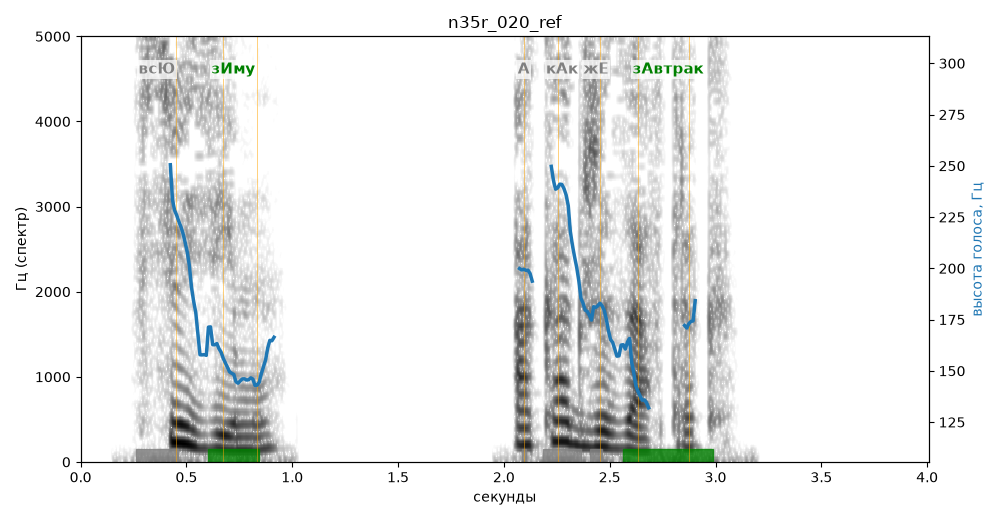 n35r_020_ref
5000
4000
3000
2000
1000
0
Гц (спектр)
всЮ
зИму
А
кАк
жЕ
зАвтрак
300
275
250
225
200
175
150
125
высота голоса, Гц
0.0
0.5
1.0
1.5
2.0
2.5
3.0
3.5
4.0
секунды